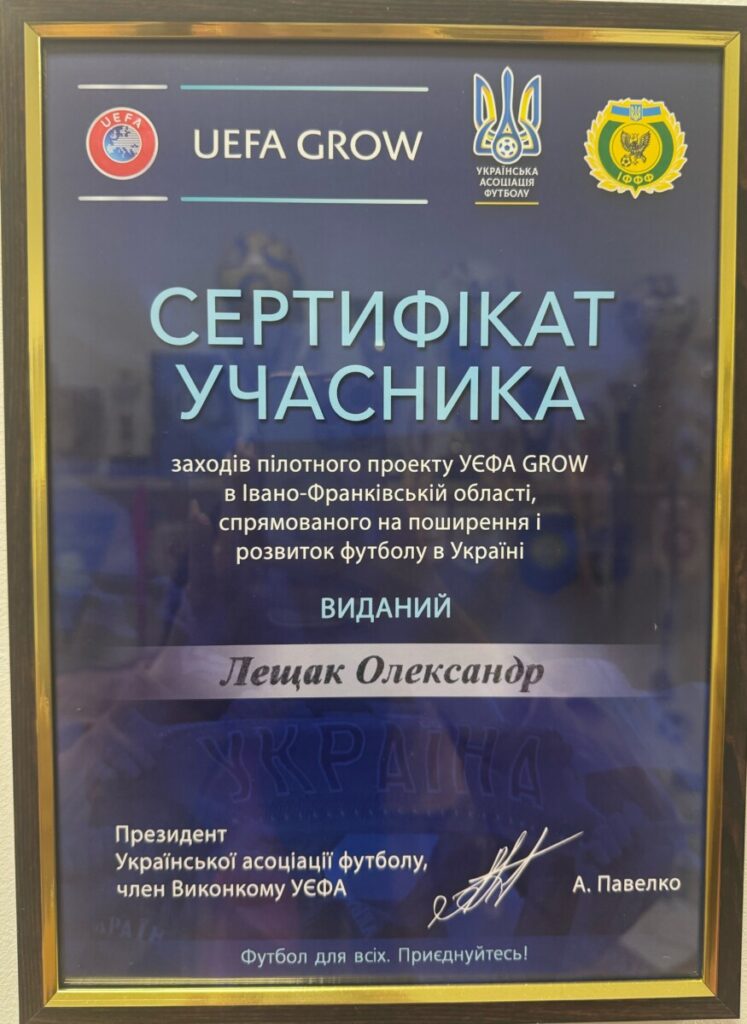 UEFA
UEFA GROW
УКРАЇНСЬКА
АСОЦІАЦІЯ
ФУТБОЛУ
ІФФФ
СЕРТИФІКАТ
УЧАСНИКА
заходів пілотного проекту УЄФА GROW
в Івано-Франківській області,
спрямованого на поширення і
розвиток футболу в Україні
ВИДАНИЙ
Лещак Олександр
УКРАЇНА
Президент
Української асоціації футболу,
член Виконкому УЄФА
А. Павелко
Футбол для всіх. Приєднуйтесь!